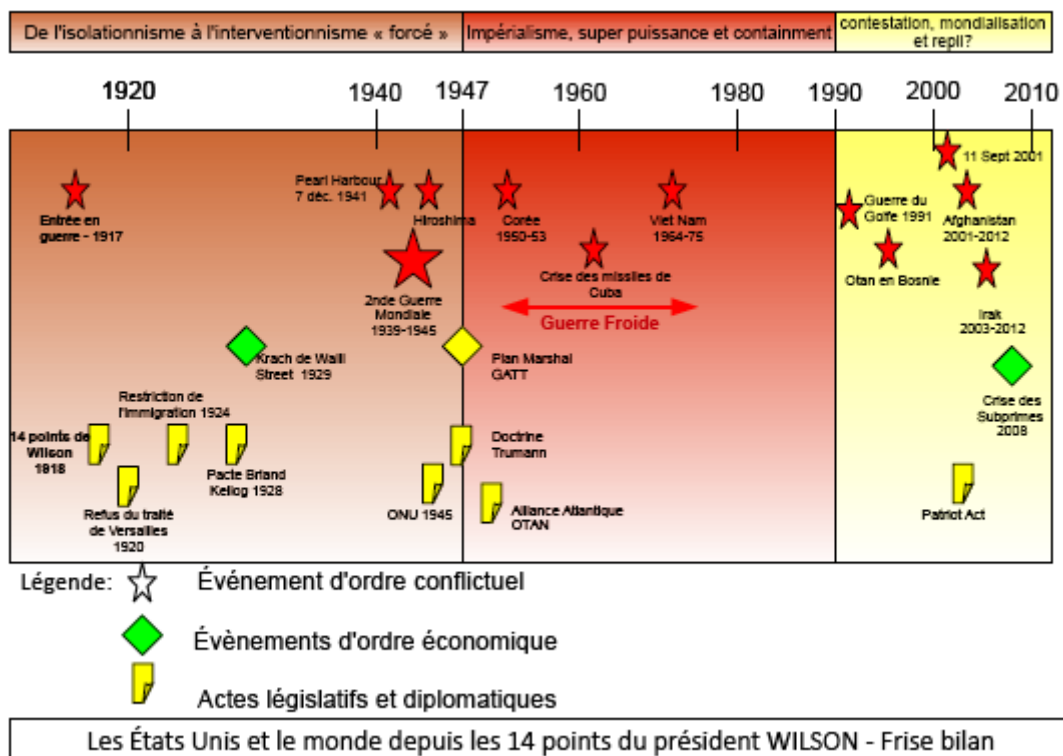 De l'isolationnisme à l'interventionnisme « forcé »
Impérialisme, super puissance et containment
contestation, mondialisation
et repli?
1920
1940
1947
1960
1980
1990
2000
2010
11 Sept 2001
Entrée en
guerre - 1917
Pearl Harbour
7 déc. 1941
Hiroshima
Corée
1950-53
Viet Nam
1964-75
Guerre du
Golfe 1991
Afghanistan
2001-2012
2nde Guerre
Mondiale
1939-1945
Crise des missiles de
Cuba
Guerre Froide
Otan en Bosnie
Irak
2003-2012
Krach de Wall
Street 1929
Plan Marshal
GATT
Crise des
Subprimes
2008
Restriction de
l'immigration 1924
14 points de
Wilson
1918
Refus du traité
de Versailles
1920
Pacte Briand
Kellog 1928
ONU 1945
Doctrine
Trumann
Alliance Atlantique
OTAN
Patriot Act
Légende:
Événement d'ordre conflictuel
Évènements d'ordre économique
Actes législatifs et diplomatiques
Les États Unis et le monde depuis les 14 points du président WILSON - Frise bilan